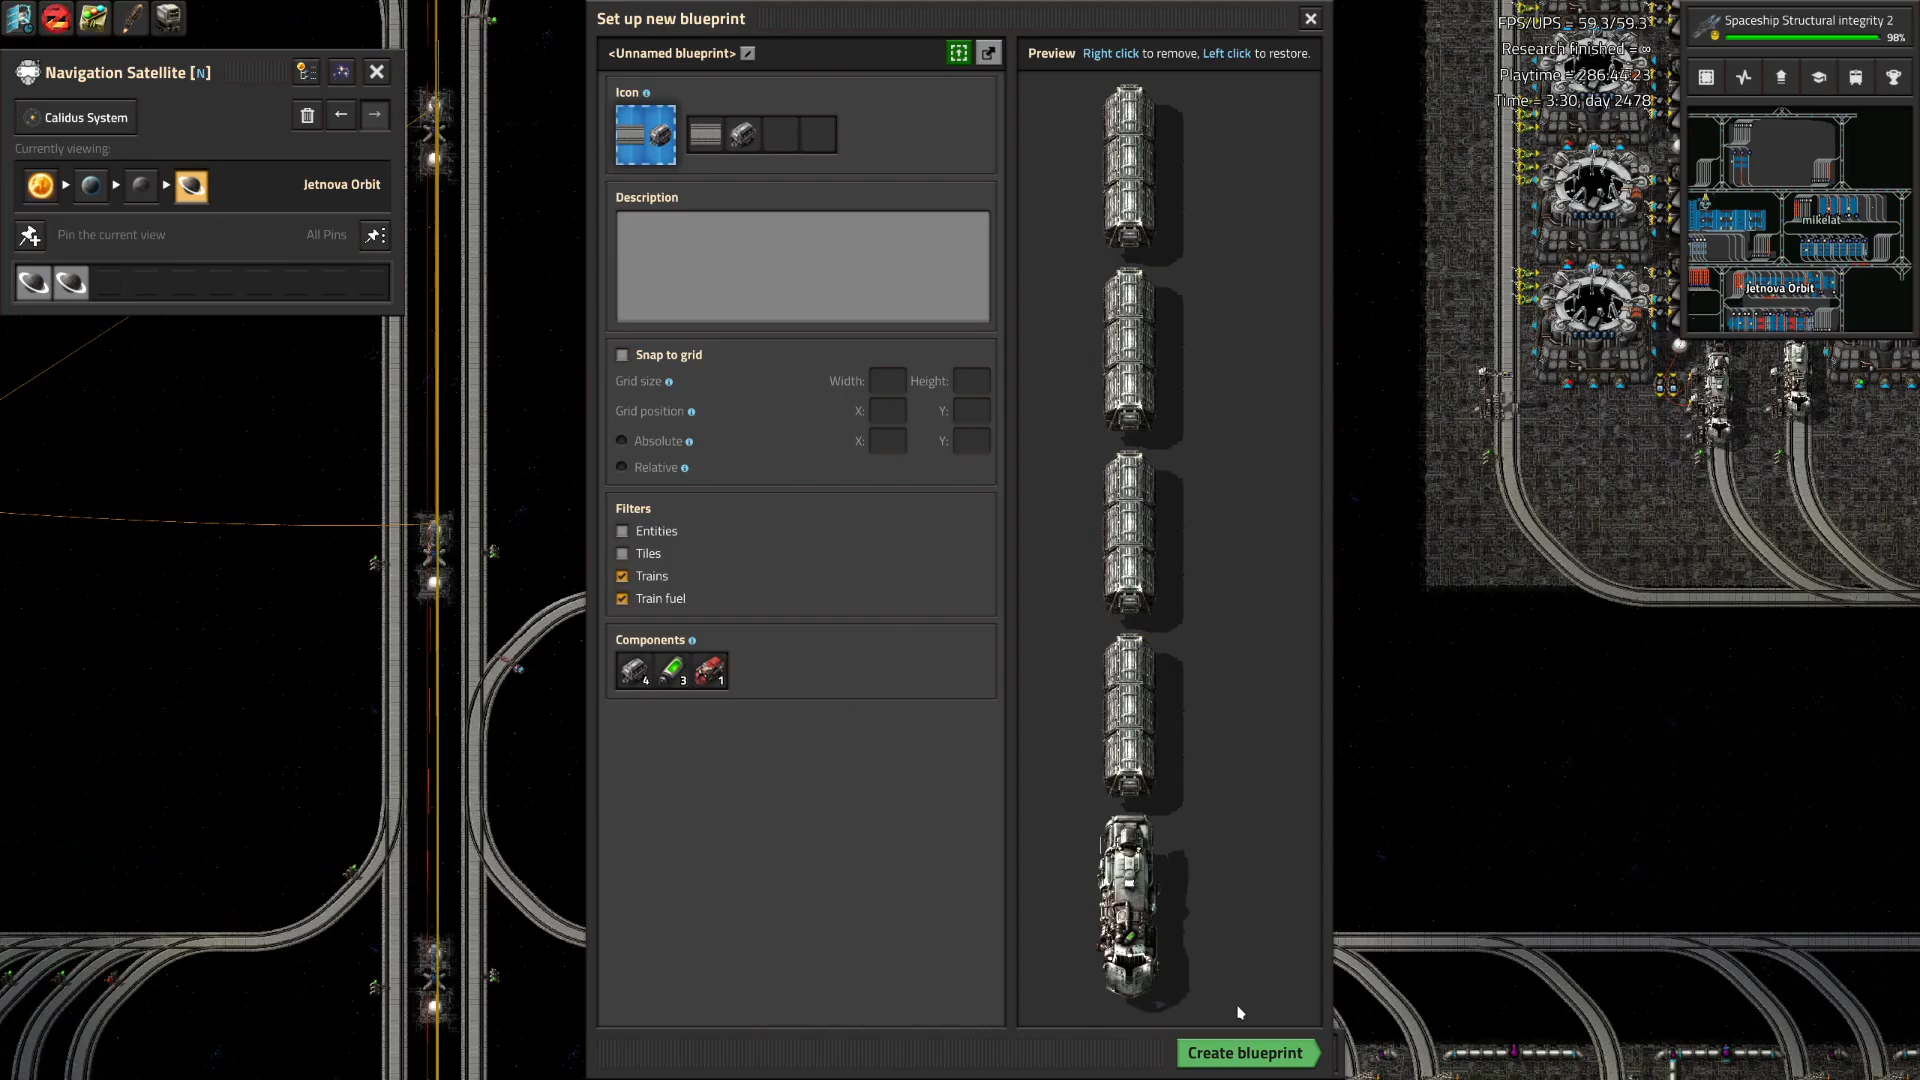 Navigation Satellite [N]
Calidus System
Currently viewing:
Jetnova Orbit
Pin the current view
All Pins
Set up new blueprint
<Unnamed blueprint>
Icon
Description
Snap to grid
Grid size
Width:
Height:
Grid position
X:
Y:
Absolute
X:
Y:
Relative
Filters
Entities
Tiles
Trains
Train fuel
Components
4
3
1
Preview
Right click to remove, Left click to restore.
Create blueprint
FPS/UPS = 59.3/59.3
Research finished = ∞
Playtime = 286:44:23
Time = 3:30, day 2478
Spaceship Structural integrity 2
98%
mikelat
Jetnova Orbit